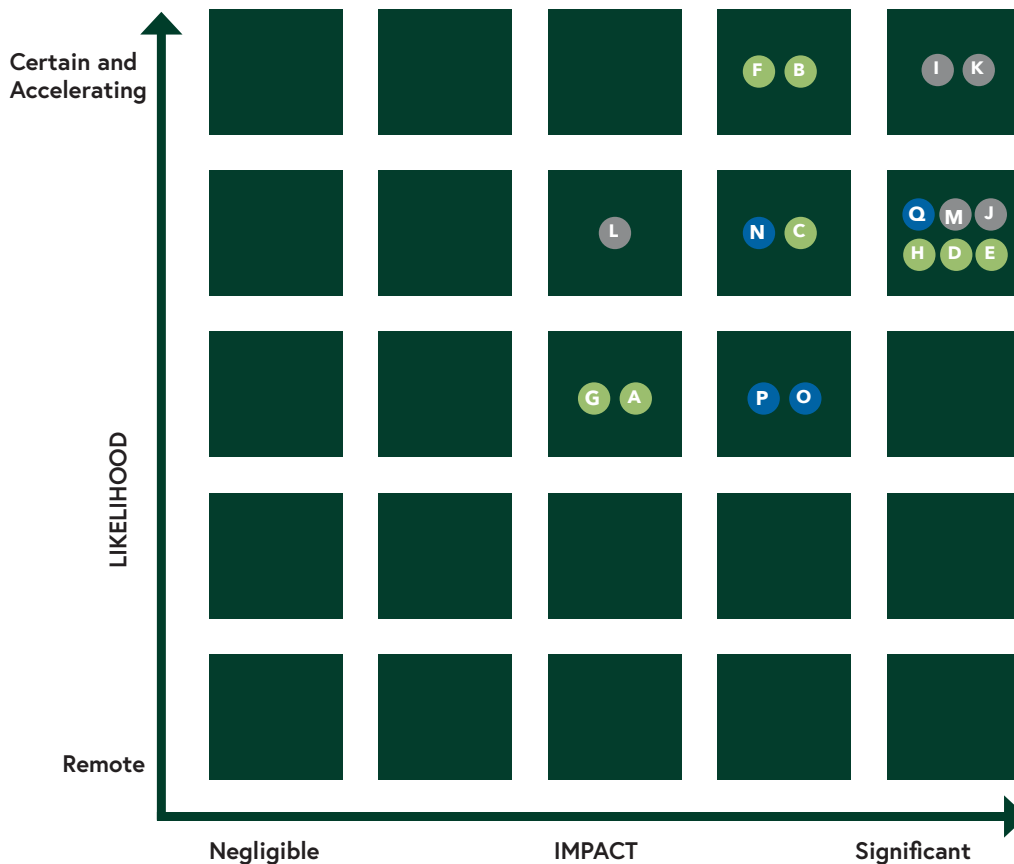 Certain and
Accelerating
F B
I K
L
N C
Q M J
H D E
G A
P O
LIKELIHOOD
Remote
Negligible
IMPACT
Significant